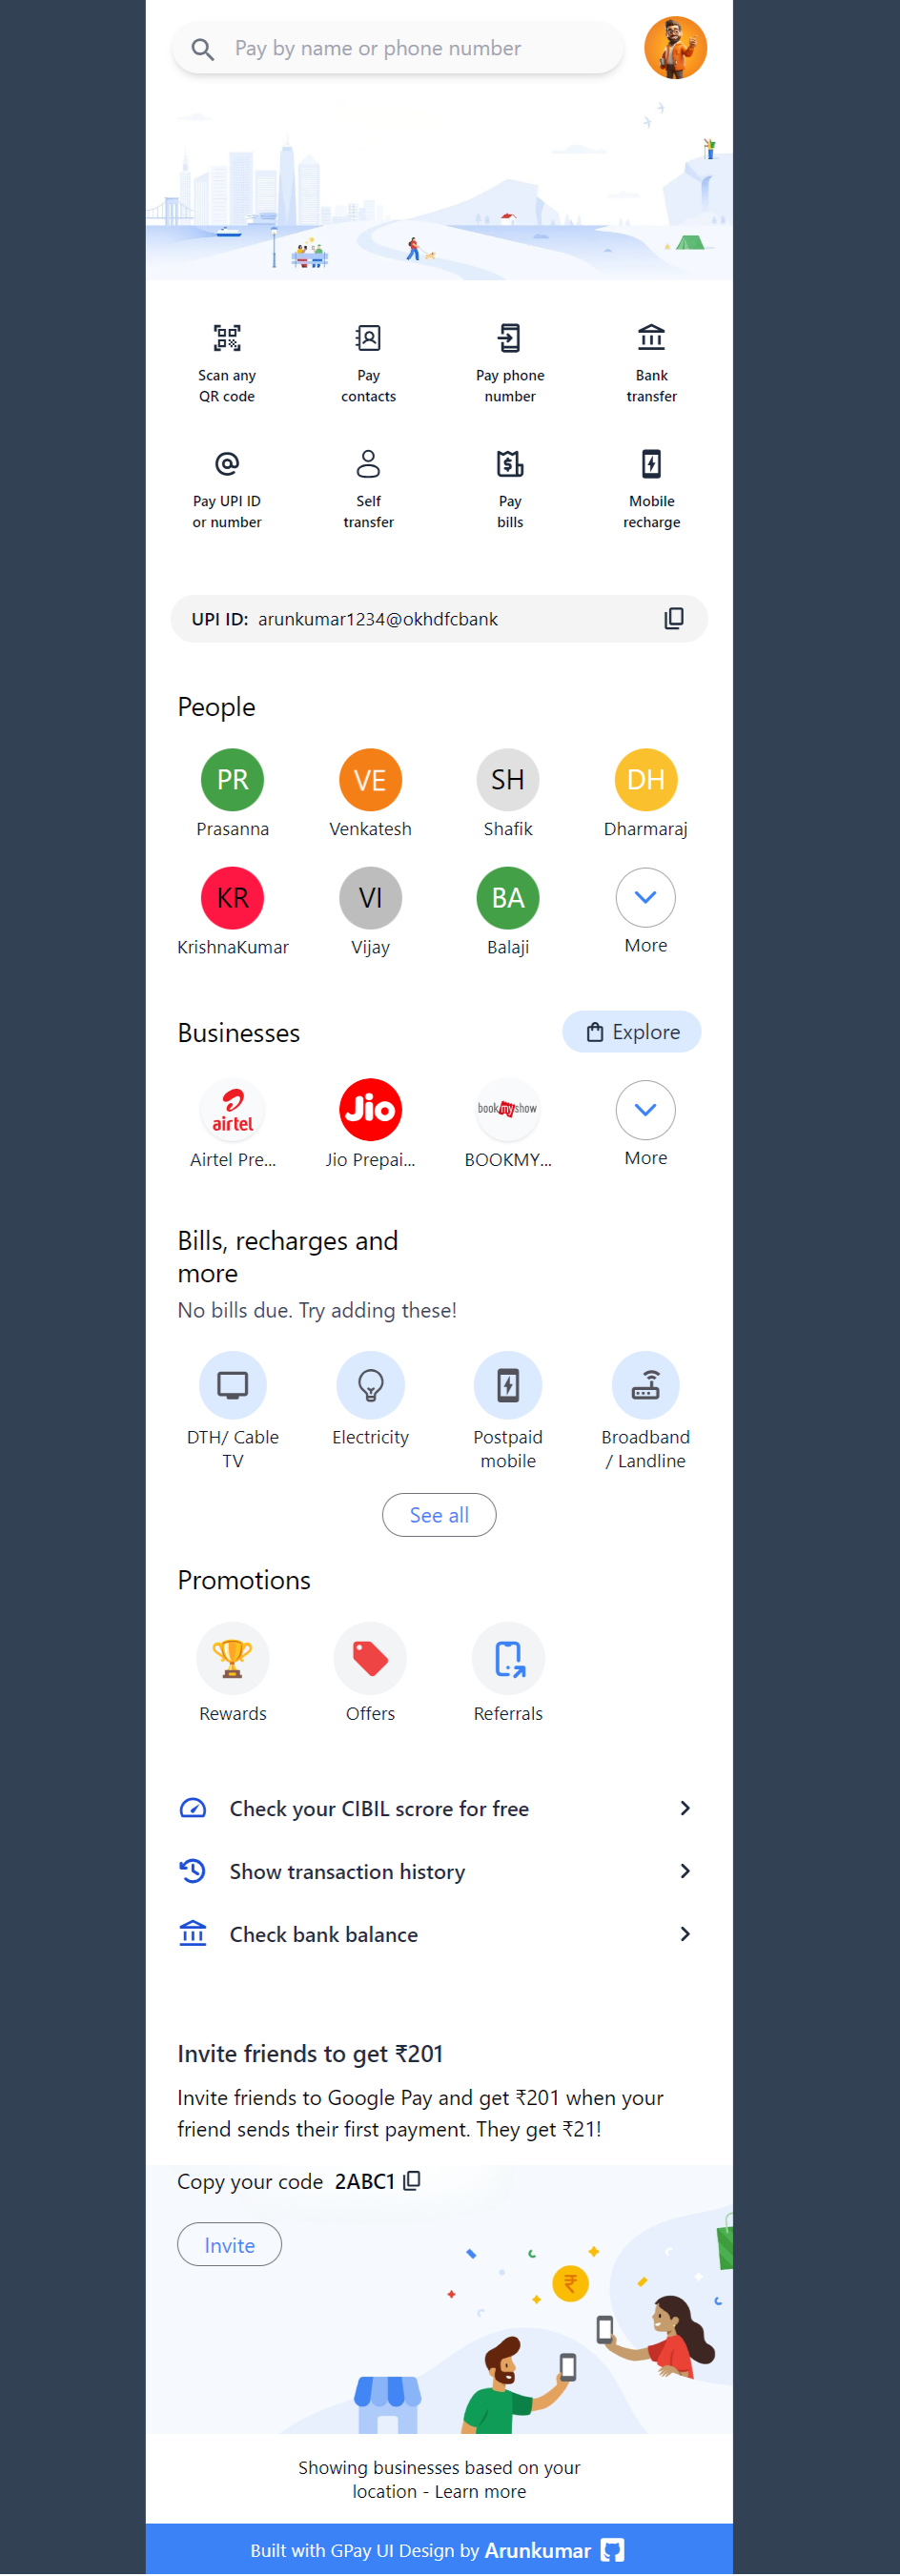 Pay by name or phone number
Scan any
QR code
Pay
contacts
Pay phone
number
Bank
transfer
Pay UPI ID
or number
Self
transfer
Pay
bills
Mobile
recharge
UPI ID: arunkumar1234@okhdfcbank
People
PR
VE
SH
DH
Prasanna
Venkatesh
Shafik
Dharmaraj
KR
VI
BA
KrishnaKumar
Vijay
Balaji
More
Businesses
Explore
airtel
Jio
bookmyshow
Airtel Pre...
Jio Prepai...
BOOKMY...
More
Bills, recharges and
more
No bills due. Try adding these!
DTH/ Cable
TV
Electricity
Postpaid
mobile
Broadband
/ Landline
See all
Promotions
Rewards
Offers
Referrals
Check your CIBIL scrore for free
Show transaction history
Check bank balance
Invite friends to get ₹201
Invite friends to Google Pay and get ₹201 when your
friend sends their first payment. They get ₹21!
Copy your code 2ABC1
Invite
₹
Showing businesses based on your
location - Learn more
Built with GPay UI Design by Arunkumar